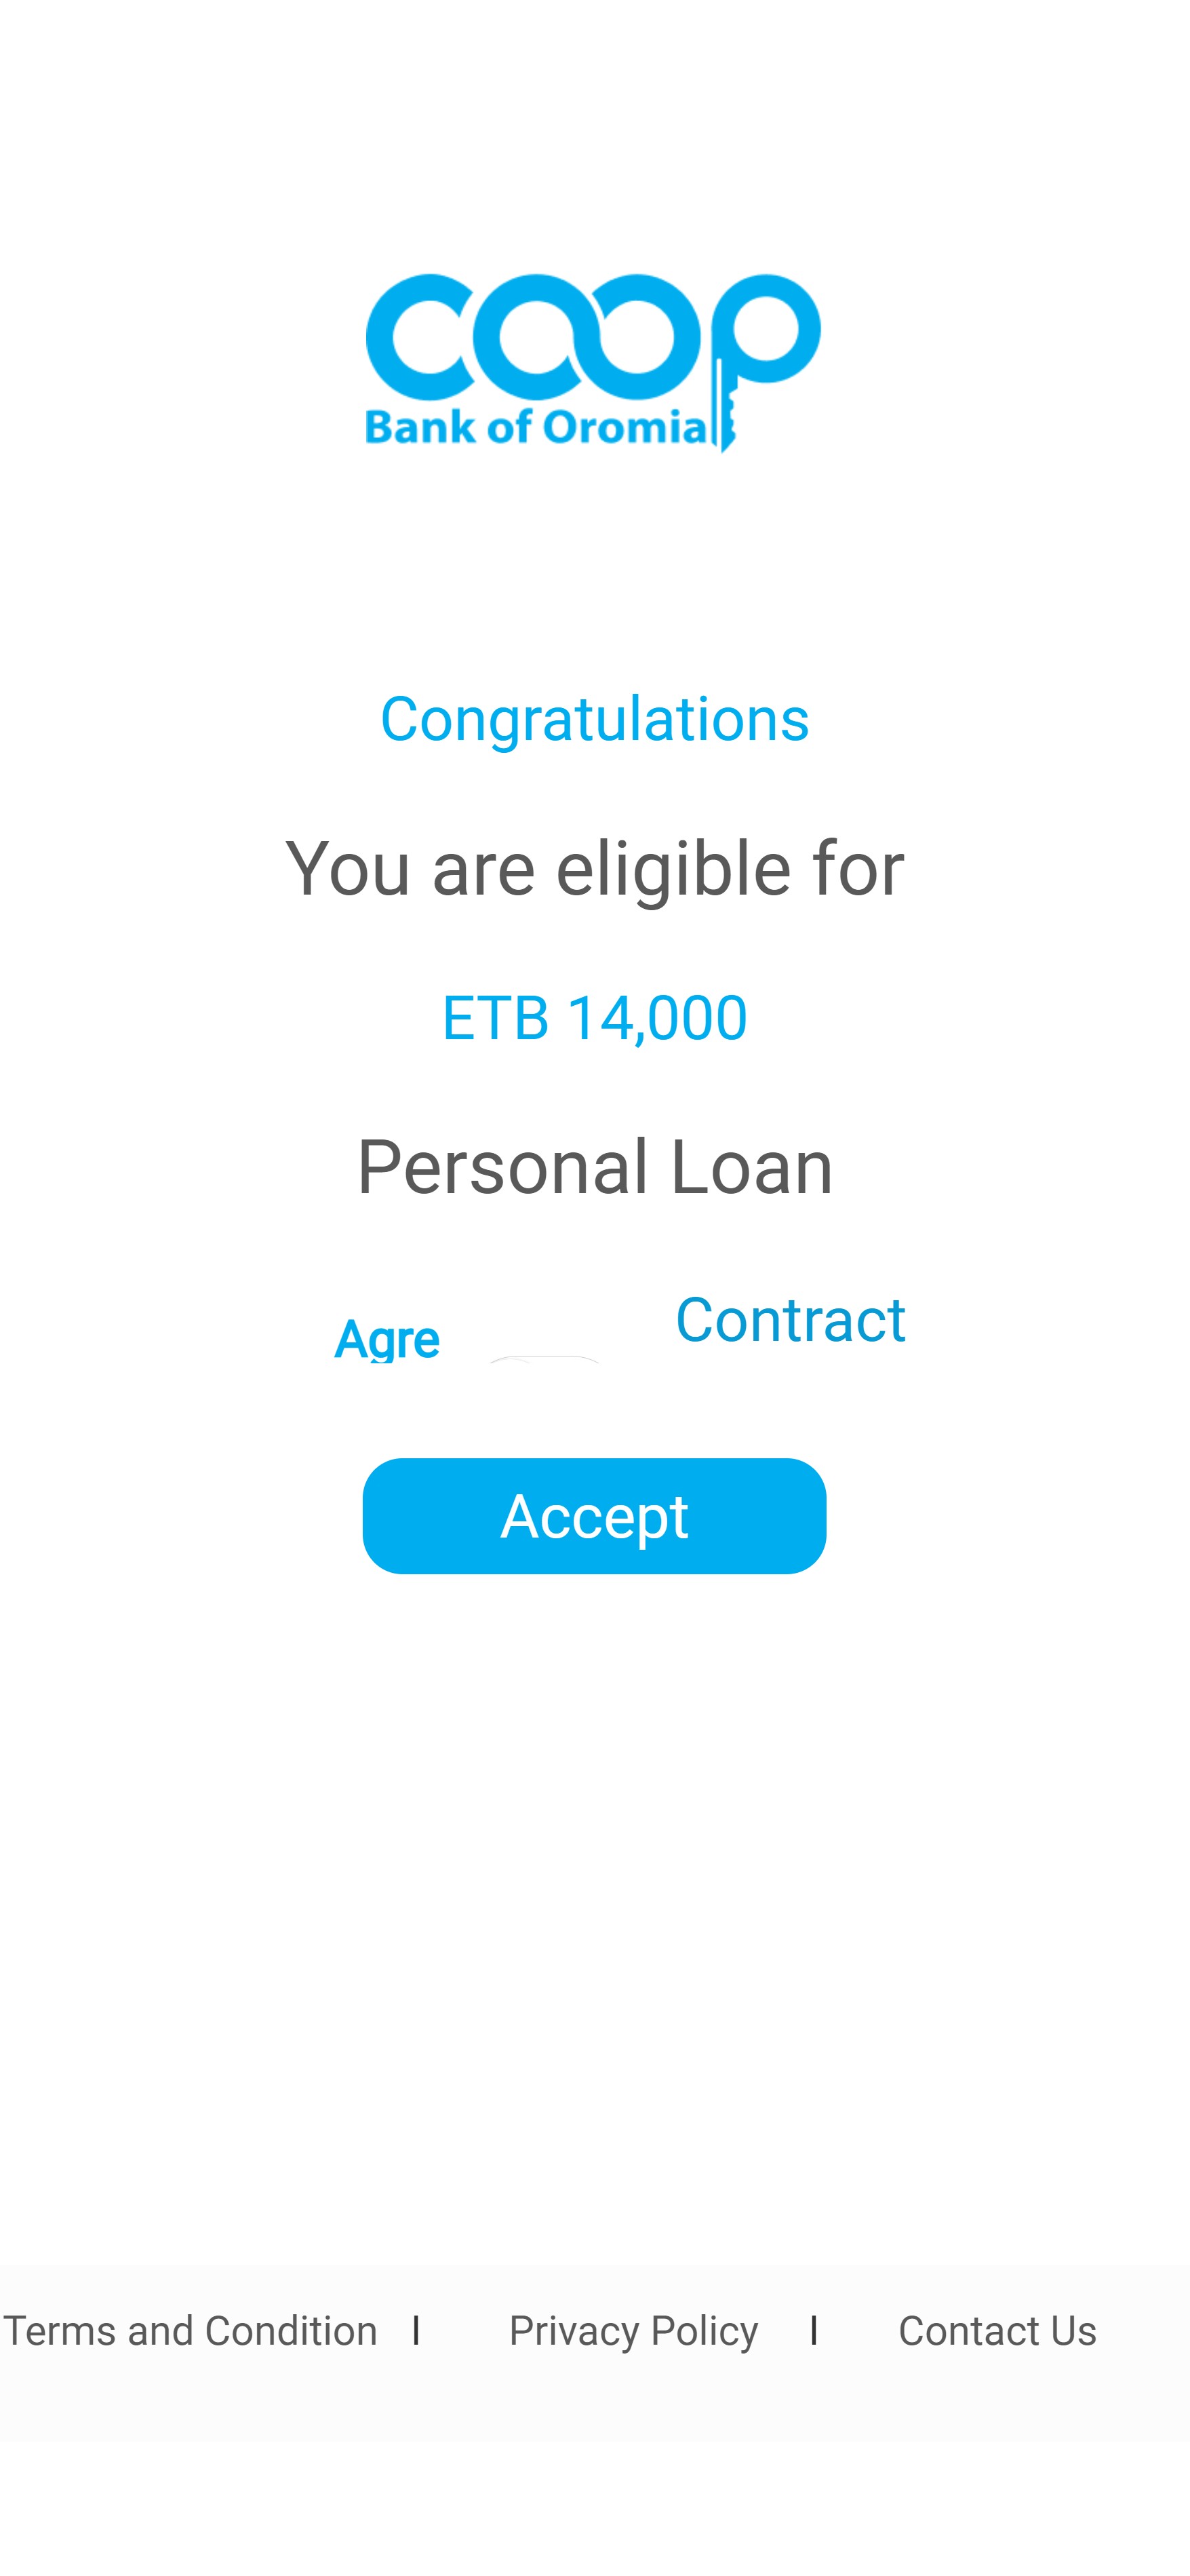 coop
Bank of Oromia
Congratulations
You are eligible for
ETB 14,000
Personal Loan
Agre
Contract
Accept
Terms and Condition | Privacy Policy | Contact Us